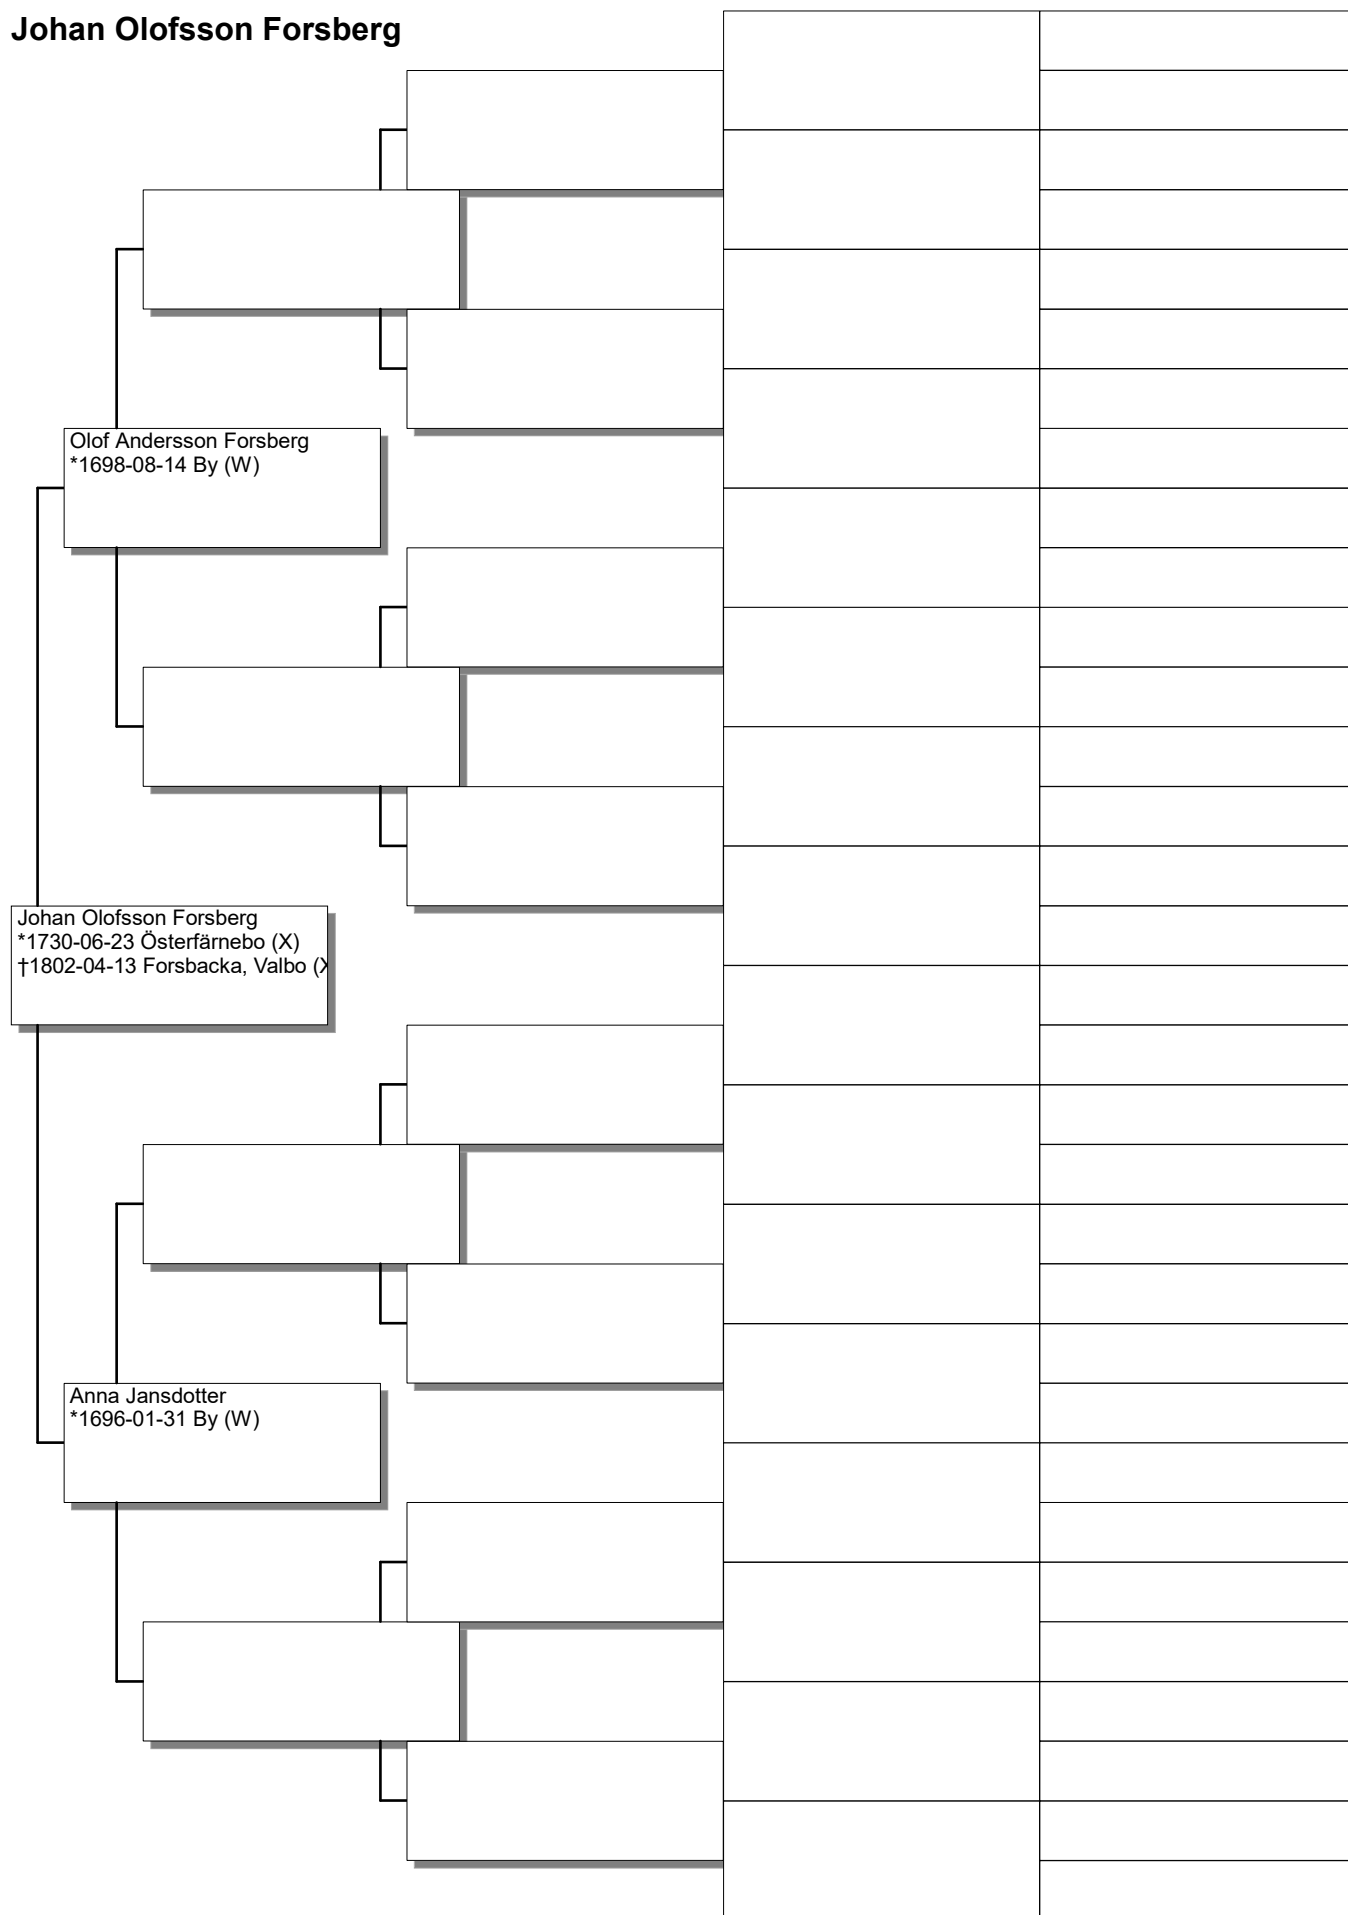 Johan Olofsson Forsberg
Olof Andersson Forsberg
*1698-08-14 By (W)
Johan Olofsson Forsberg
*1730-06-23 Österfärnebo (X)
†1802-04-13 Forsbacka, Valbo (X
Anna Jansdotter
*1696-01-31 By (W)